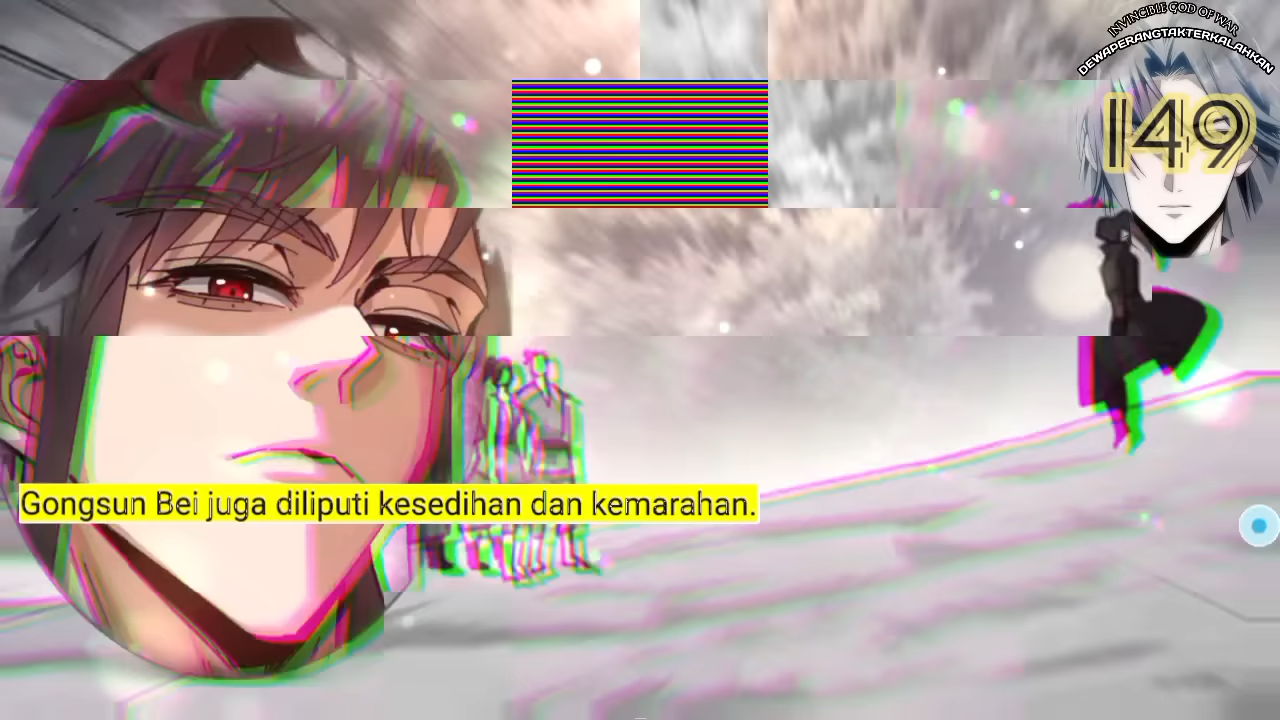 INVINCIBLE GOD OF WAR
DEWAPERANGTAKTERKALAHKAN
149
Gongsun Bei juga diliputi kesedihan dan kemarahan.